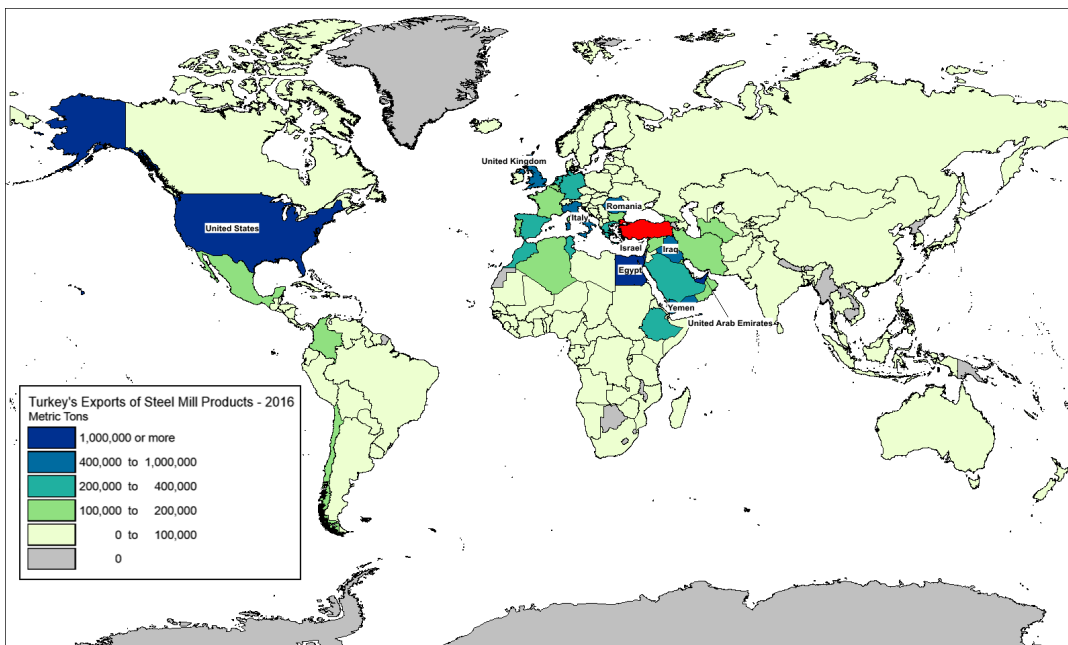 United Kingdom
Romania
Italy
United States
Israel
Iraq
Egypt
Yemen
United Arab Emirates
Turkey's Exports of Steel Mill Products - 2016
Metric Tons
1,000,000 or more
400,000 to 1,000,000
200,000 to 400,000
100,000 to 200,000
0 to 100,000
0